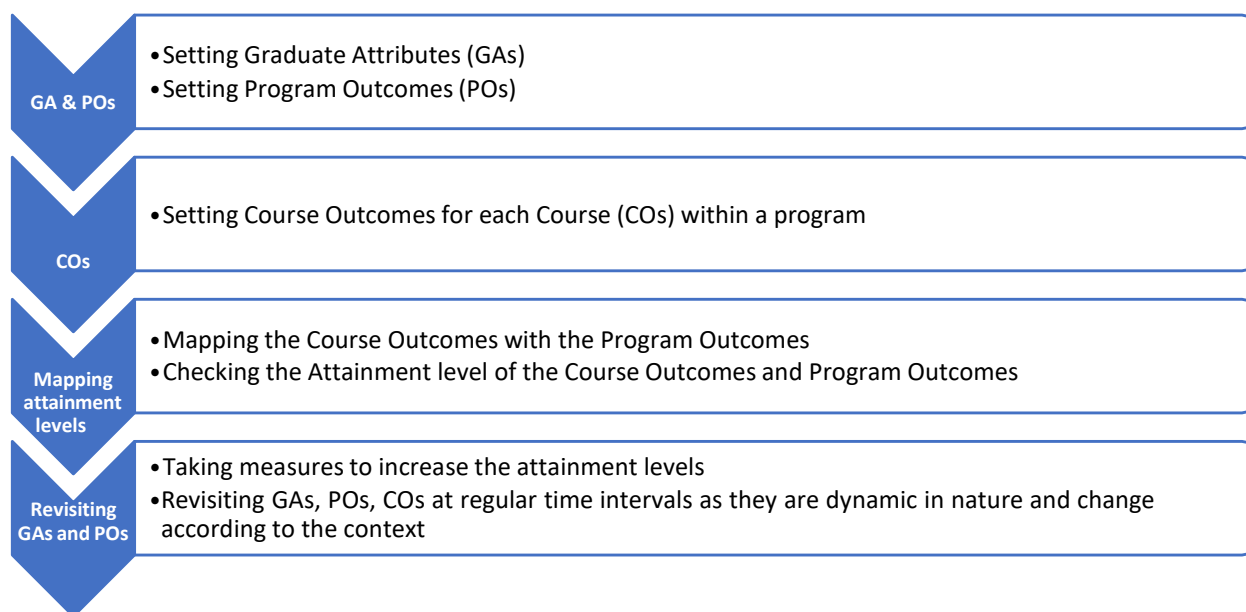 GA & POs
•Setting Graduate Attributes (GAs)
•Setting Program Outcomes (POs)
COs
•Setting Course Outcomes for each Course (COs) within a program
Mapping
attainment
levels
•Mapping the Course Outcomes with the Program Outcomes
•Checking the Attainment level of the Course Outcomes and Program Outcomes
Revisiting
GAs and POs
•Taking measures to increase the attainment levels
•Revisiting GAs, POs, COs at regular time intervals as they are dynamic in nature and change
according to the context